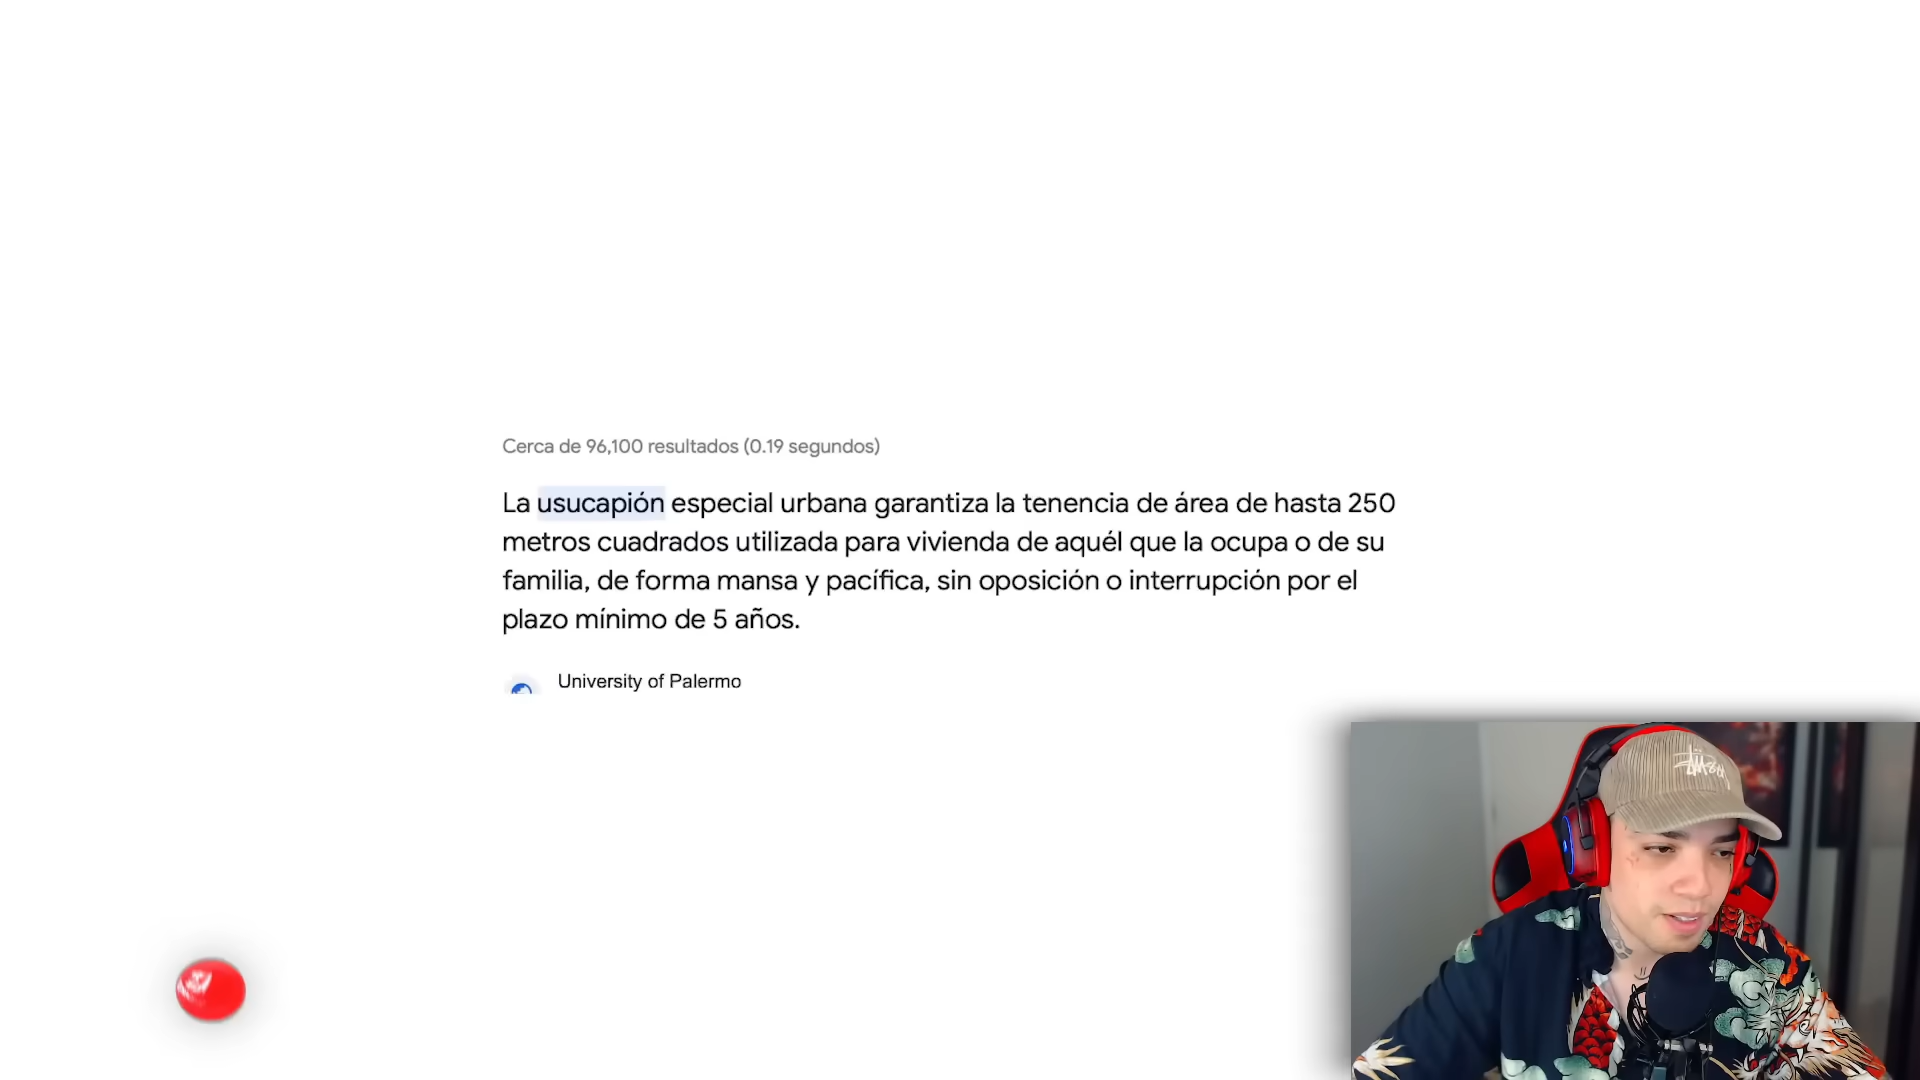 Cerca de 96,100 resultados (0.19 segundos)
La usucapión especial urbana garantiza la tenencia de área de hasta 250
metros cuadrados utilizada para vivienda de aquél que la ocupa o de su
familia, de forma mansa y pacífica, sin oposición o interrupción por el
plazo mínimo de 5 años.
University of Palermo